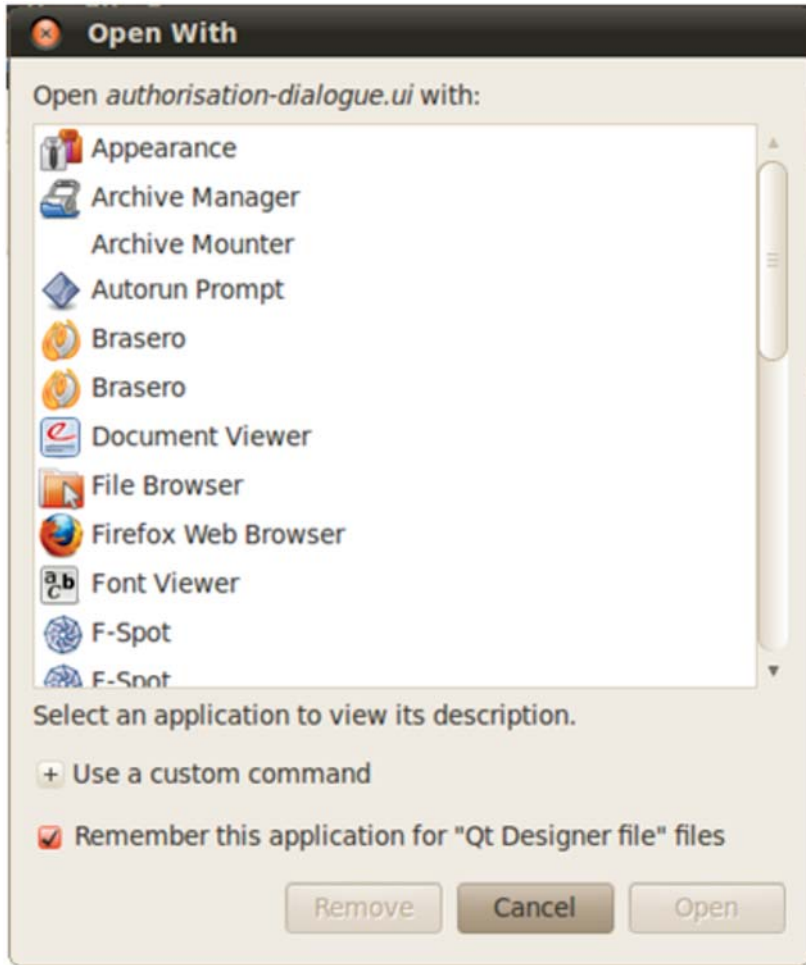 Open With
Open authorisation-dialogue.ui with:
Appearance
Archive Manager
Archive Mounter
Autorun Prompt
Brasero
Brasero
Document Viewer
File Browser
Firefox Web Browser
Font Viewer
F-Spot
F-Spot
Select an application to view its description.
+ Use a custom command
Remember this application for "Qt Designer file" files
Remove Cancel Open